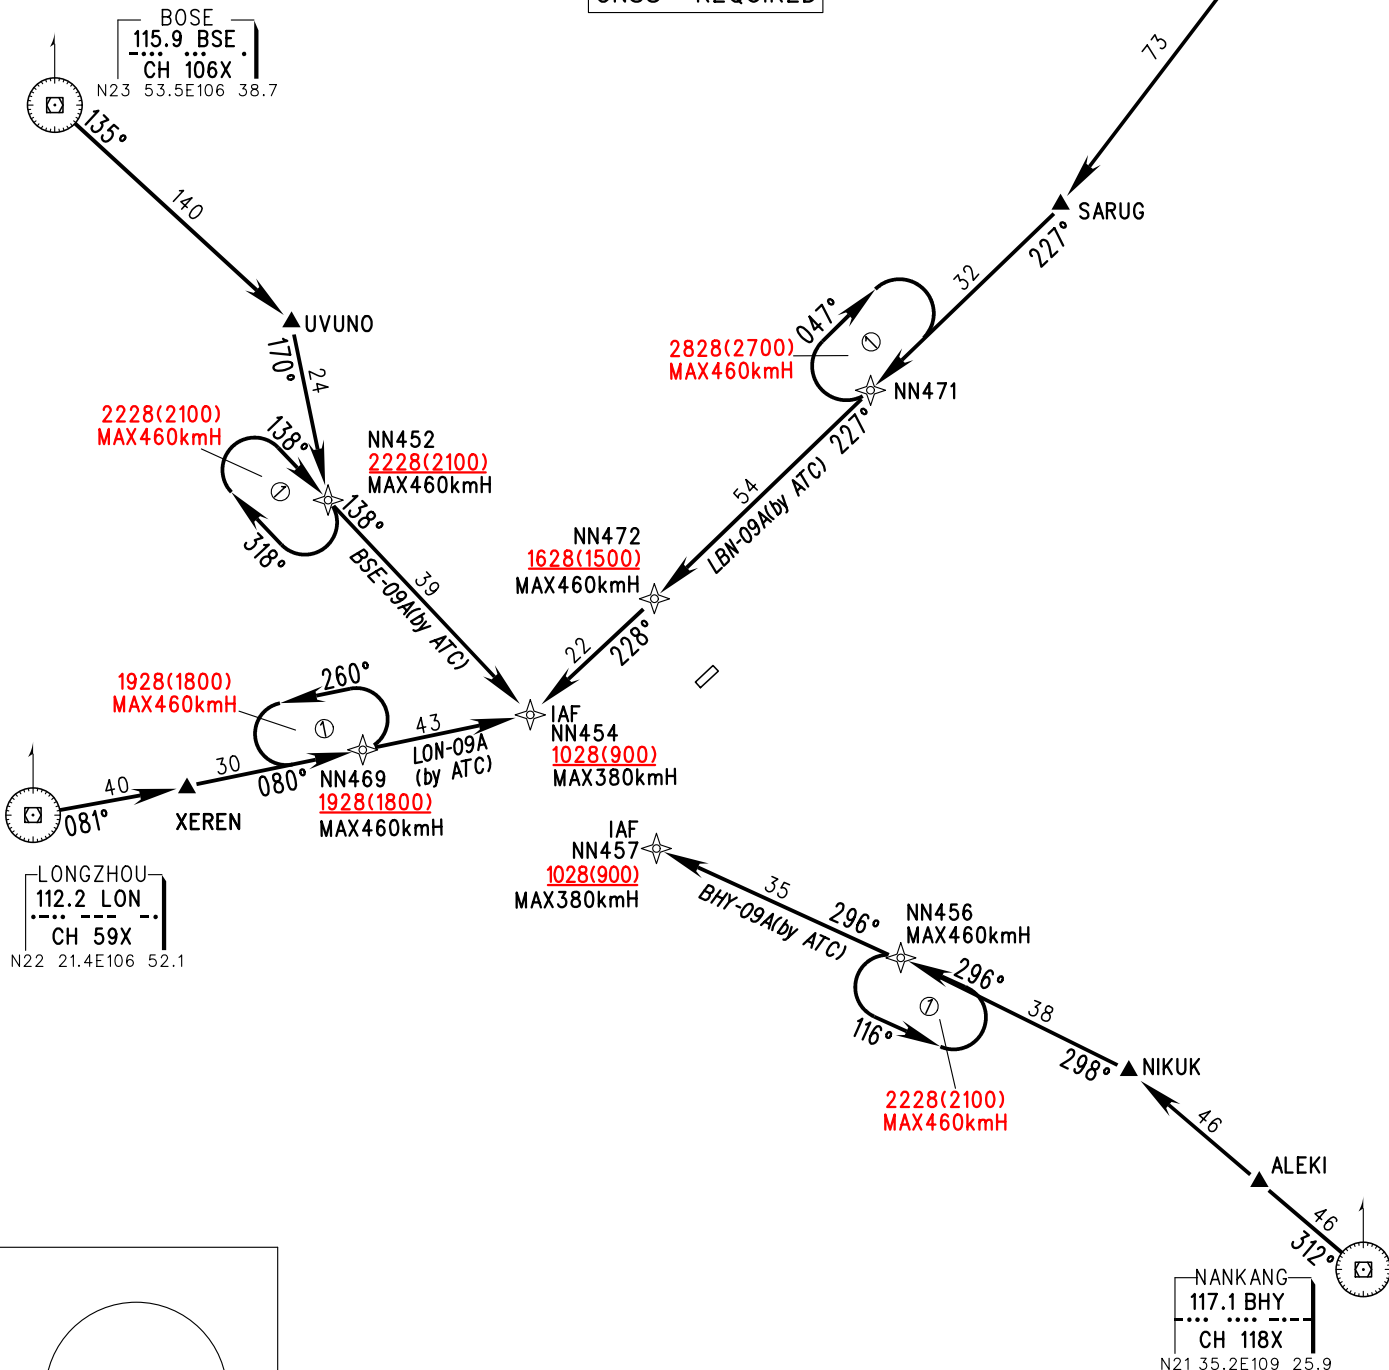 GNSS REQUIRED
BOSE
115.9 BSE
CH 106X
N23 53.5E106 38.7
135°
140
UVUNO
170°
24
2228(2100)
MAX460kmH
138°
①
318°
NN452
2228(2100)
MAX460kmH
138°
39
BSE-09A(by ATC)
73
SARUG
227°
32
047°
①
2828(2700)
MAX460kmH
NN471
227°
54
LBN-09A(by ATC)
NN472
1628(1500)
MAX460kmH
228°
22
1928(1800)
MAX460kmH
260°
①
43
LON-09A
(by ATC)
IAF
NN454
1028(900)
MAX380kmH
40
081°
XEREN
30
080°
NN469
1928(1800)
MAX460kmH
LONGZHOU
112.2 LON
CH 59X
N22 21.4E106 52.1
IAF
NN457
1028(900)
MAX380kmH
35
BHY-09A(by ATC)
296°
NN456
MAX460kmH
296°
①
116°
38
298°
NIKUK
2228(2100)
MAX460kmH
46
ALEKI
46
312°
NANKANG
117.1 BHY
CH 118X
N21 35.2E109 25.9